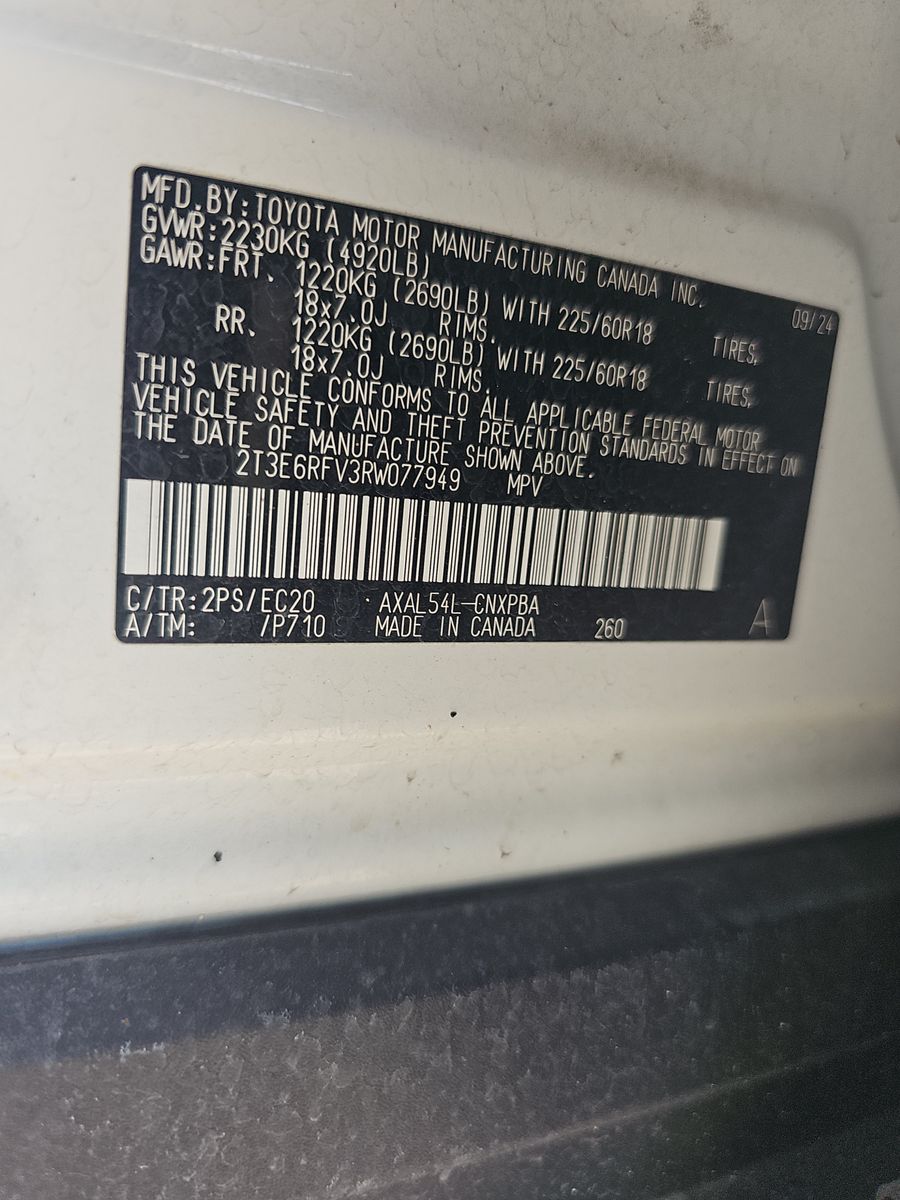 MFD.BY:TOYOTA MOTOR MANUFACTURING CANADA INC. 09/24
GVWR:2230KG (4920LB)
GAWR:FRT. 1220KG (2690LB) WITH 225/60R18 TIRES,
18x7.0J RIMS.
RR. 1220KG (2690LB) WITH 225/60R18 TIRES,
18x7.0J RIMS.
THIS VEHICLE CONFORMS TO ALL APPLICABLE FEDERAL MOTOR
VEHICLE SAFETY AND THEFT PREVENTION STANDARDS IN EFFECT ON
THE DATE OF MANUFACTURE SHOWN ABOVE.
2T3E6RFV3RW077949 MPV
C/TR:2PS/EC20 AXAL54L-CNXPBA
A/TM: /P710 MADE IN CANADA 260 A